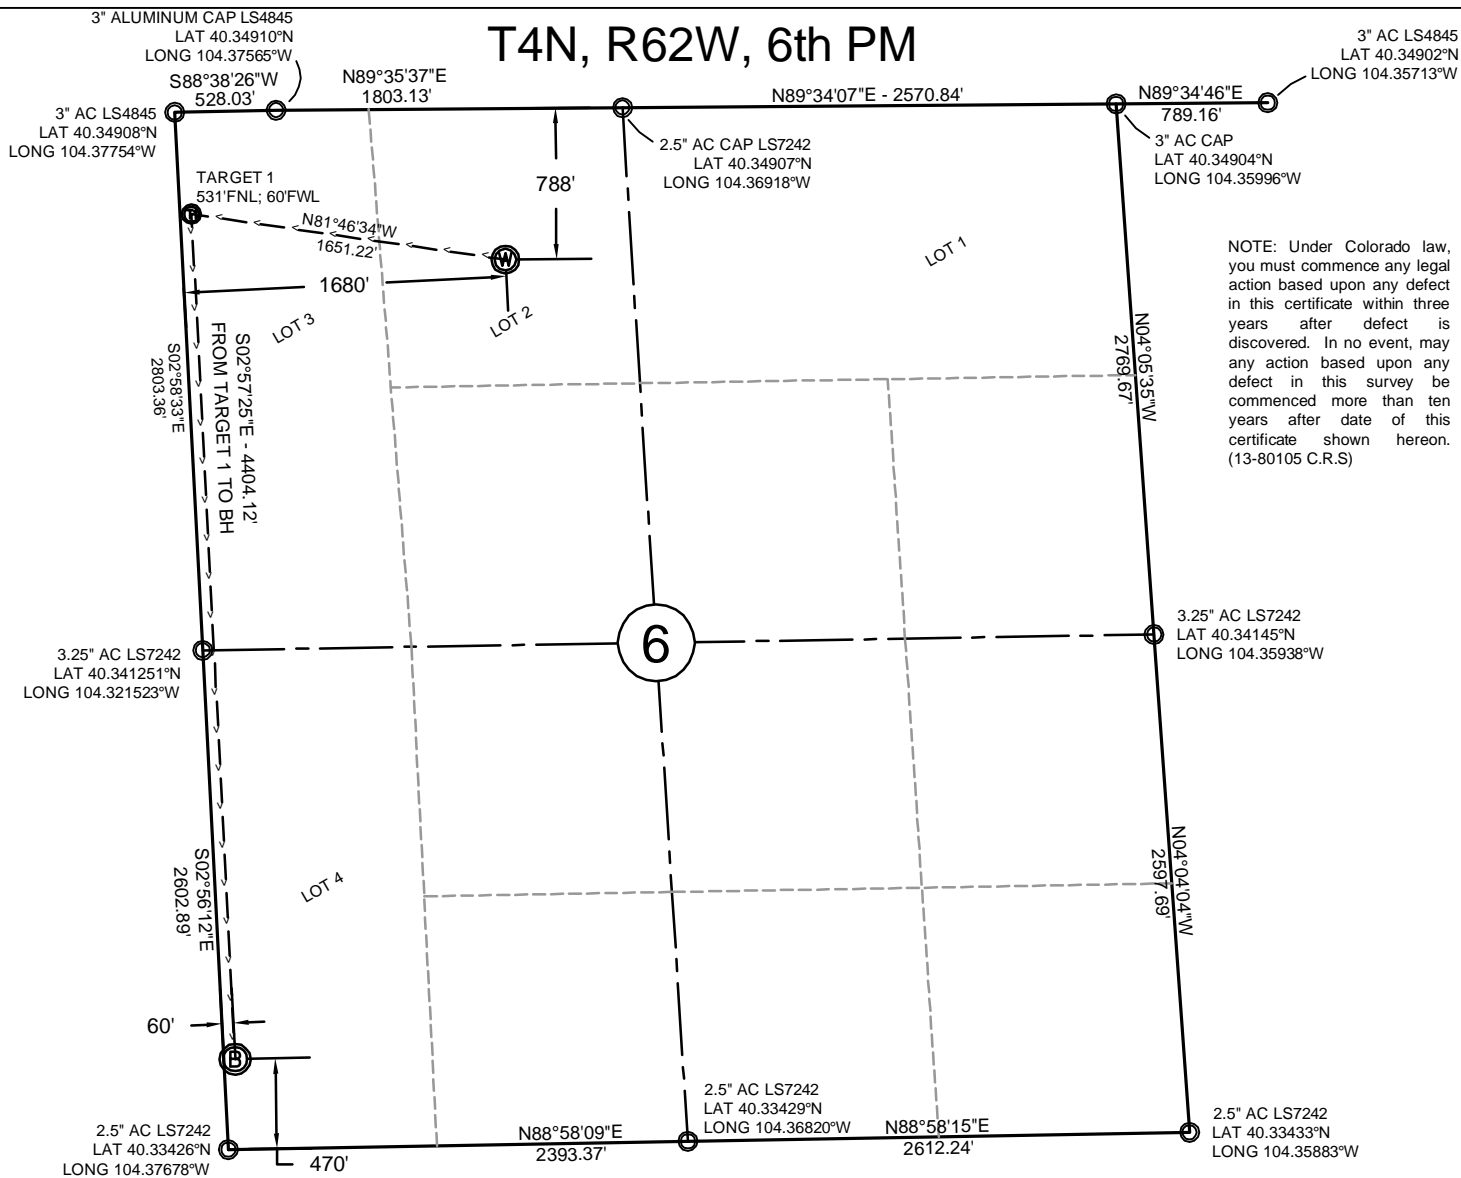 T4N, R62W, 6th PM
3" ALUMINUM CAP LS4845
LAT 40.34910°N
LONG 104.37565°W
S88°38'26"W
528.03'
N89°35'37"E
1803.13'
N89°34'07"E - 2570.84'
N89°34'46"E
789.16'
3" AC LS4845
LAT 40.34902°N
LONG 104.35713°W
3" AC LS4845
LAT 40.34908°N
LONG 104.37754°W
2.5" AC CAP LS7242
LAT 40.34907°N
LONG 104.36918°W
3" AC CAP
LAT 40.34904°N
LONG 104.35996°W
TARGET 1
531'FNL; 60'FWL
788'
N81°46'34"W
1651.22'
W
1680'
LOT 1
LOT 2
LOT 3
NOTE: Under Colorado law,
you must commence any legal
action based upon any defect
in this certificate within three
years after defect is
discovered. In no event, may
any action based upon any
defect in this survey be
commenced more than ten
years after date of this
certificate shown hereon.
(13-80105 C.R.S)
S02°58'33"E
2803.36'
S02°57'25"E - 4404.12'
FROM TARGET 1 TO BH
N04°05'35"W
2769.67'
6
3.25" AC LS7242
LAT 40.341251°N
LONG 104.321523°W
3.25" AC LS7242
LAT 40.34145°N
LONG 104.35938°W
S02°56'12"E
2602.89'
LOT 4
N04°04'04"W
2597.69'
60'
B
470'
2.5" AC LS7242
LAT 40.33426°N
LONG 104.37678°W
N88°58'09"E
2393.37'
2.5" AC LS7242
LAT 40.33429°N
LONG 104.36820°W
N88°58'15"E
2612.24'
2.5" AC LS7242
LAT 40.33433°N
LONG 104.35883°W